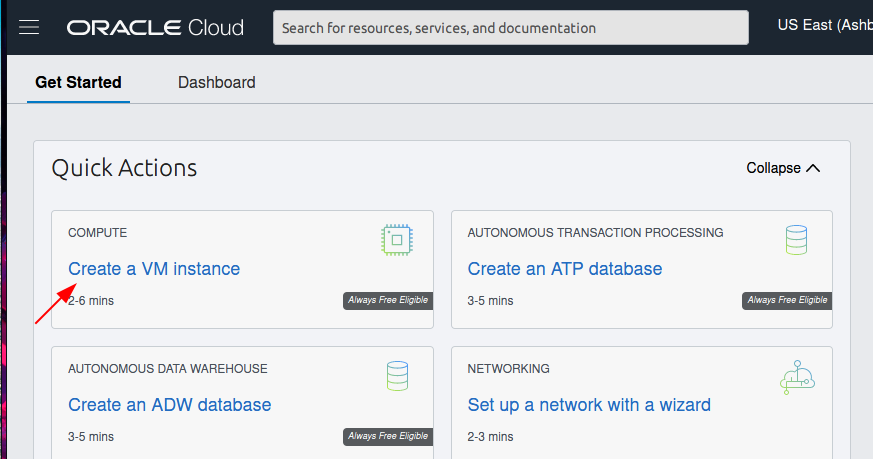 ORACLE Cloud
Search for resources, services, and documentation
US East (Ashb
Get Started
Dashboard
Quick Actions
Collapse
COMPUTE
Create a VM instance
2-6 mins
Always Free Eligible
AUTONOMOUS TRANSACTION PROCESSING
Create an ATP database
3-5 mins
Always Free Eligible
AUTONOMOUS DATA WAREHOUSE
Create an ADW database
3-5 mins
Always Free Eligible
NETWORKING
Set up a network with a wizard
2-3 mins